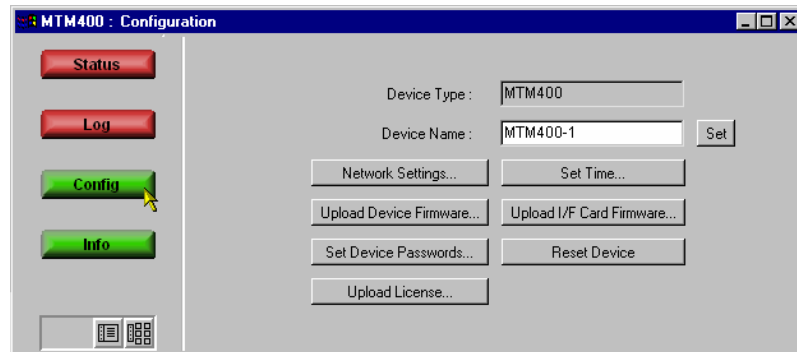 MTM400 : Configuration
Status
Log
Config
Info
Device Type :
MTM400
Device Name :
MTM400-1
Set
Network Settings...
Set Time...
Upload Device Firmware...
Upload I/F Card Firmware...
Set Device Passwords...
Reset Device
Upload License...